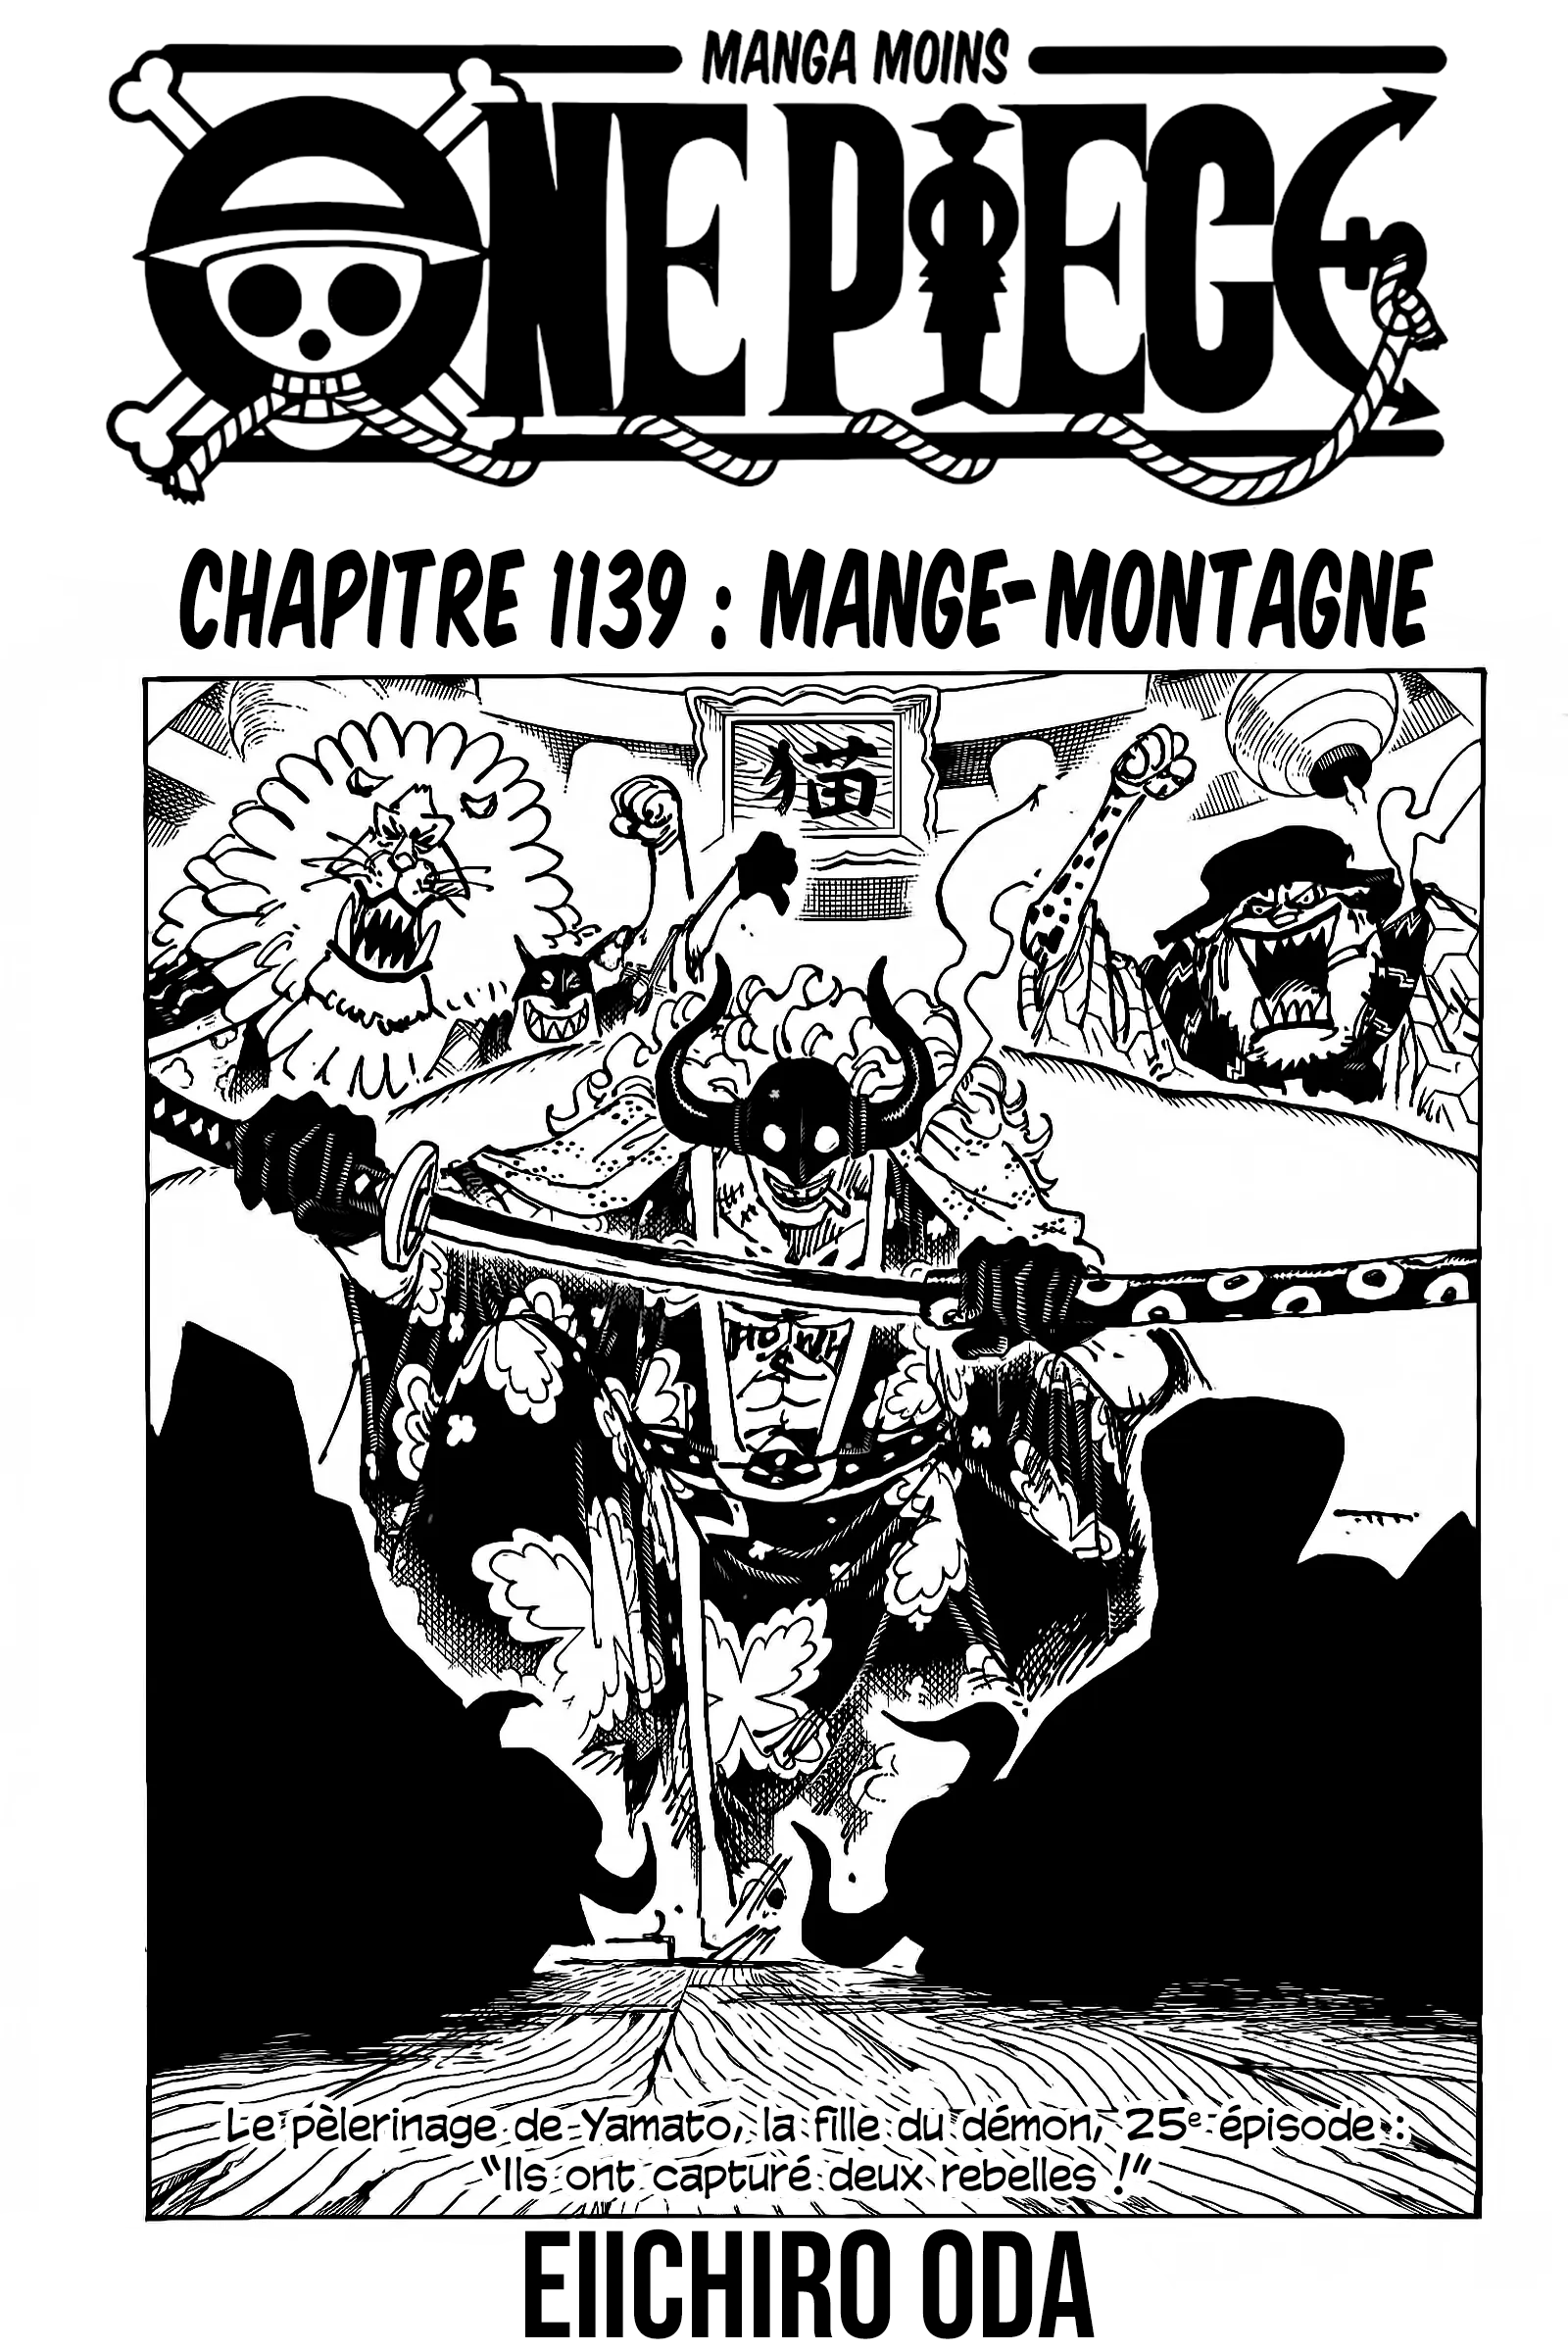 MANGA MOINS
ONE PIECE
CHAPITRE 1139 : MANGE-MONTAGNE
猫
Le pèlerinage de Yamato, la fille du démon, 25e épisode :
"Ils ont capturé deux rebelles !"
EIICHIRO ODA